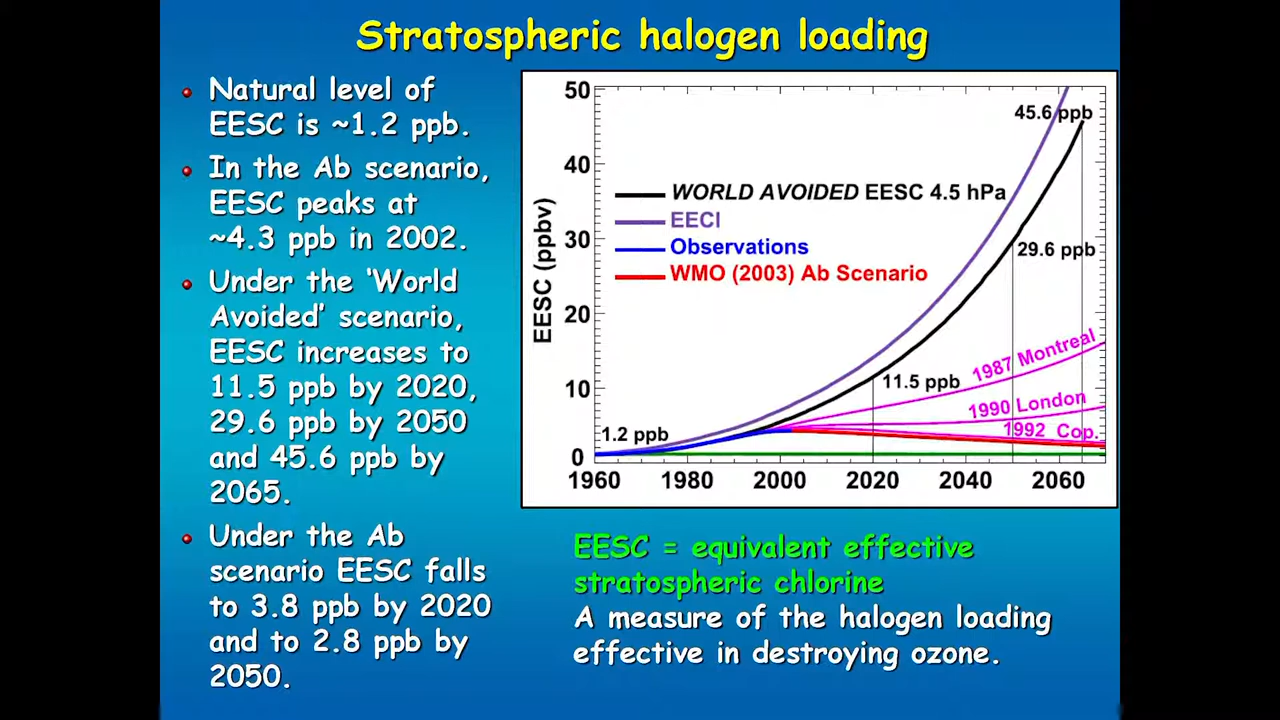 Stratospheric halogen loading
Natural level of
EESC is ~1.2 ppb.
In the Ab scenario,
EESC peaks at
~4.3 ppb in 2002.
Under the ‘World
Avoided’ scenario,
EESC increases to
11.5 ppb by 2020,
29.6 ppb by 2050
and 45.6 ppb by
2065.
Under the Ab
scenario EESC falls
to 3.8 ppb by 2020
and to 2.8 ppb by
2050.
EESC (ppbv)
50
40
30
20
10
0
45.6 ppb
WORLD AVOIDED EESC 4.5 hPa
EECl
Observations
WMO (2003) Ab Scenario
29.6 ppb
1987 Montreal
11.5 ppb
1990 London
1992 Cop.
1.2 ppb
1960 1980 2000 2020 2040 2060
EESC = equivalent effective
stratospheric chlorine
A measure of the halogen loading
effective in destroying ozone.